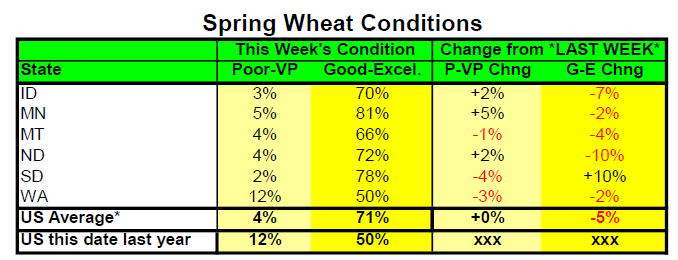 Spring Wheat Conditions
This Week's Condition Change from *LAST WEEK*
State Poor-VP Good-Excel. P-VP Chng G-E Chng
ID 3% 70% +2% -7%
MN 5% 81% +5% -2%
MT 4% 66% -1% -4%
ND 4% 72% +2% -10%
SD 2% 78% -4% +10%
WA 12% 50% -3% -2%
US Average* 4% 71% +0% -5%
US this date last year 12% 50% xxx xxx